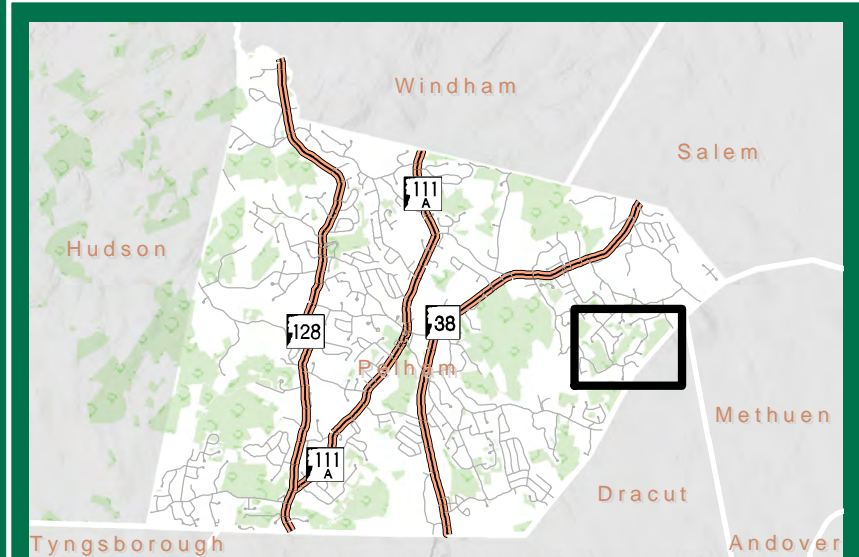 Windham
Salem
111
A
Hudson
128
38
Pelham
Methuen
111
A
Dracut
Tyngsborough
Andover